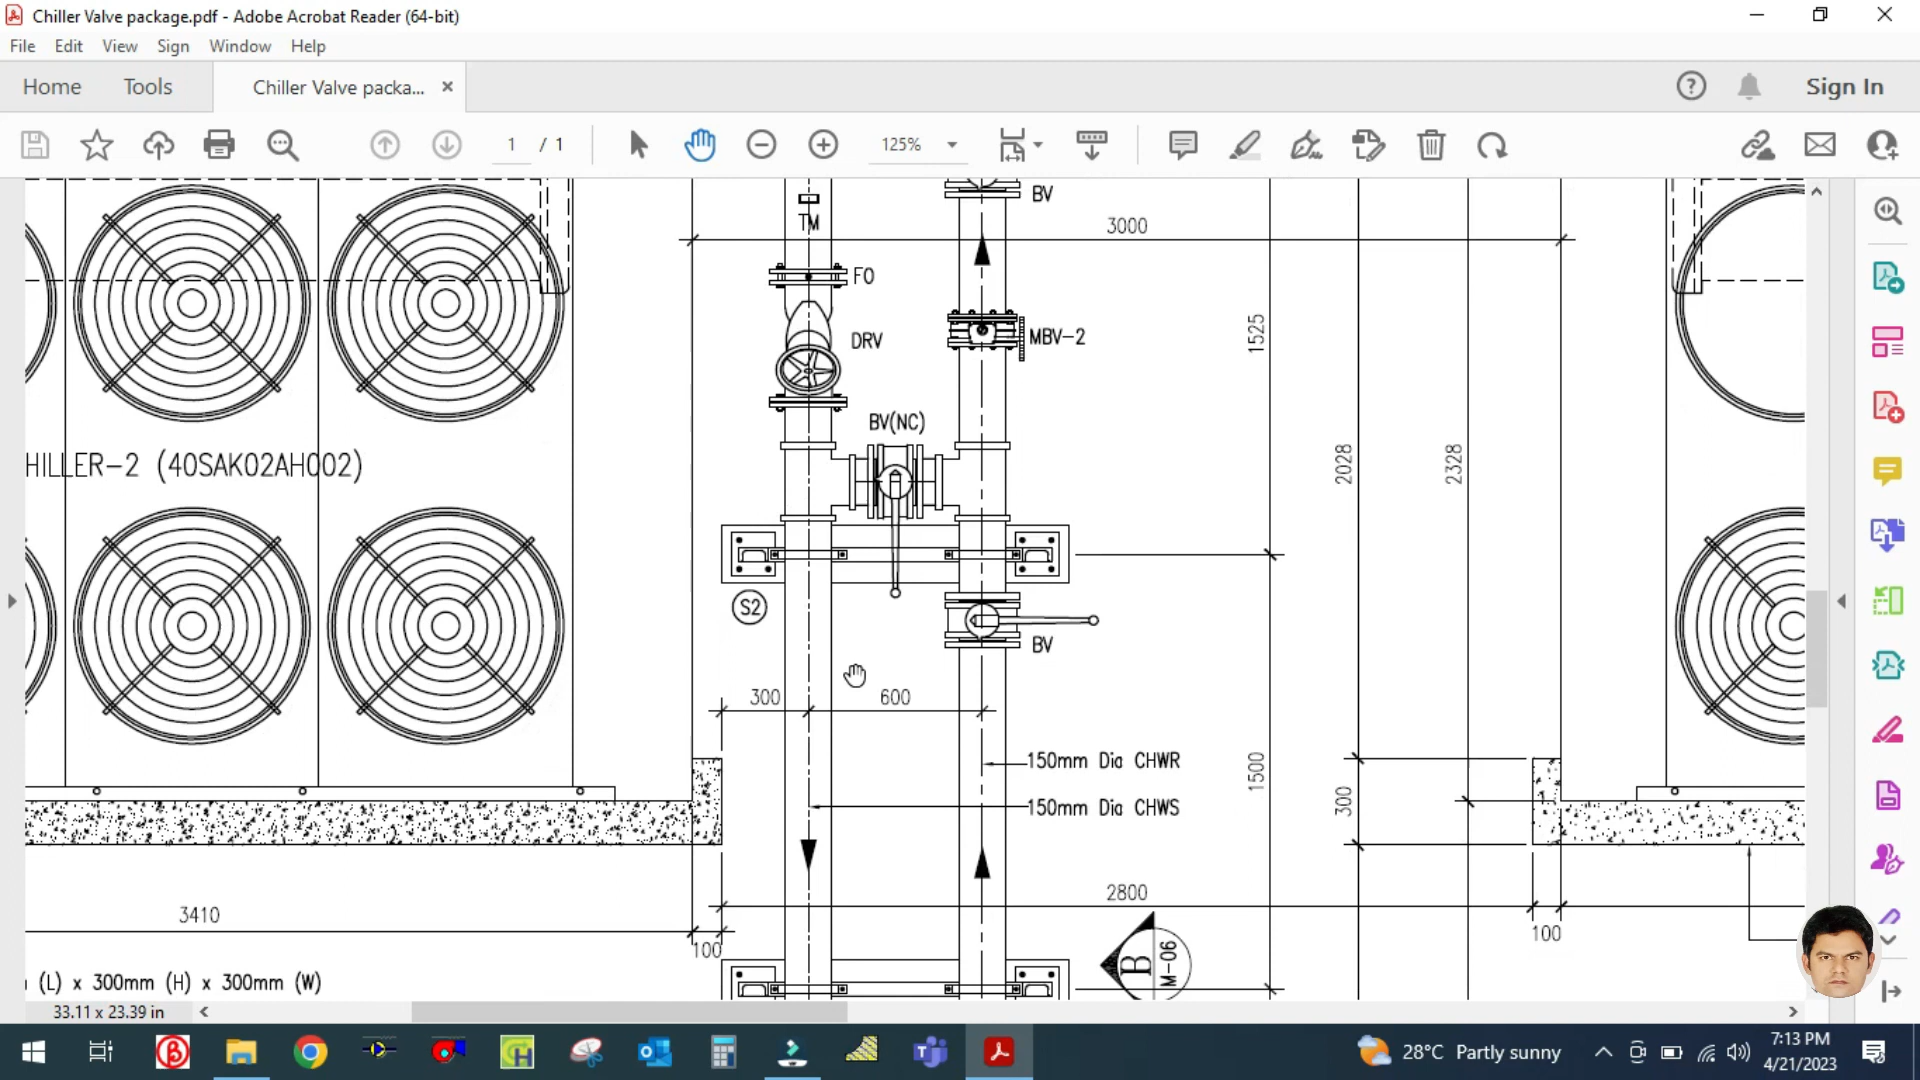 Chiller Valve package.pdf - Adobe Acrobat Reader (64-bit)
File Edit View Sign Window Help
Home Tools Chiller Valve packa... × Sign In
1 / 1 125%
TM
BV
3000
FO
DRV
MBV-2
1525
BV(NC)
HILLER-2 (40SAK02AH002)
2028
2328
S2
BV
300 600
150mm Dia CHWR
150mm Dia CHWS
1500
300
2800
3410
100
100
B
M-06
(L) x 300mm (H) x 300mm (W)
33.11 x 23.39 in
28°C Partly sunny
7:13 PM
4/21/2023